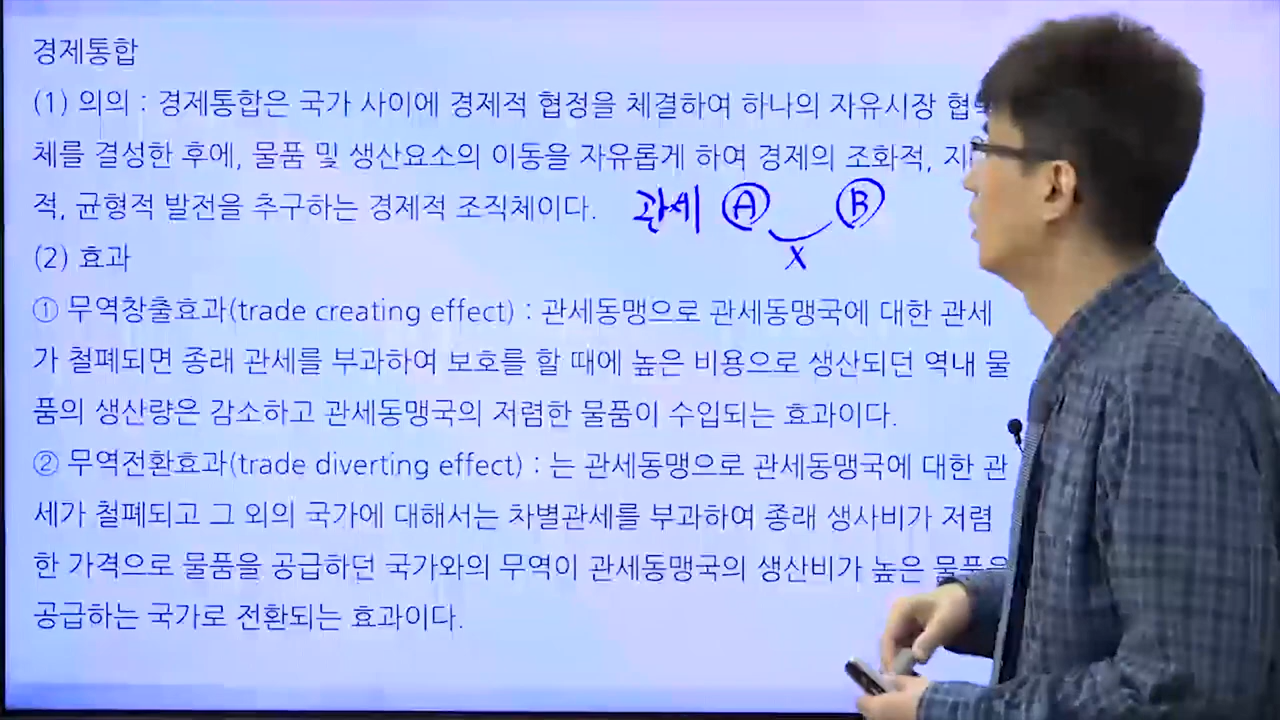 경제통합
(1) 의의 : 경제통합은 국가 사이에 경제적 협정을 체결하여 하나의 자유시장
체를 결성한 후에, 물품 및 생산요소의 이동을 자유롭게 하여 경제의 조화적,
적, 균형적 발전을 추구하는 경제적 조직체이다. 관세 A B
X
(2) 효과
① 무역창출효과(trade creating effect) : 관세동맹으로 관세동맹국에 대한 관세
가 철폐되면 종래 관세를 부과하여 보호를 할 때에 높은 비용으로 생산되던 역내 물
품의 생산량은 감소하고 관세동맹국의 저렴한 물품이 수입되는 효과이다.
② 무역전환효과(trade diverting effect) : 는 관세동맹으로 관세동맹국에 대한 관
세가 철폐되고 그 외의 국가에 대해서는 차별관세를 부과하여 종래 생사비가 저렴
한 가격으로 물품을 공급하던 국가와의 무역이 관세동맹국의 생산비가 높은 물품을
공급하는 국가로 전환되는 효과이다.